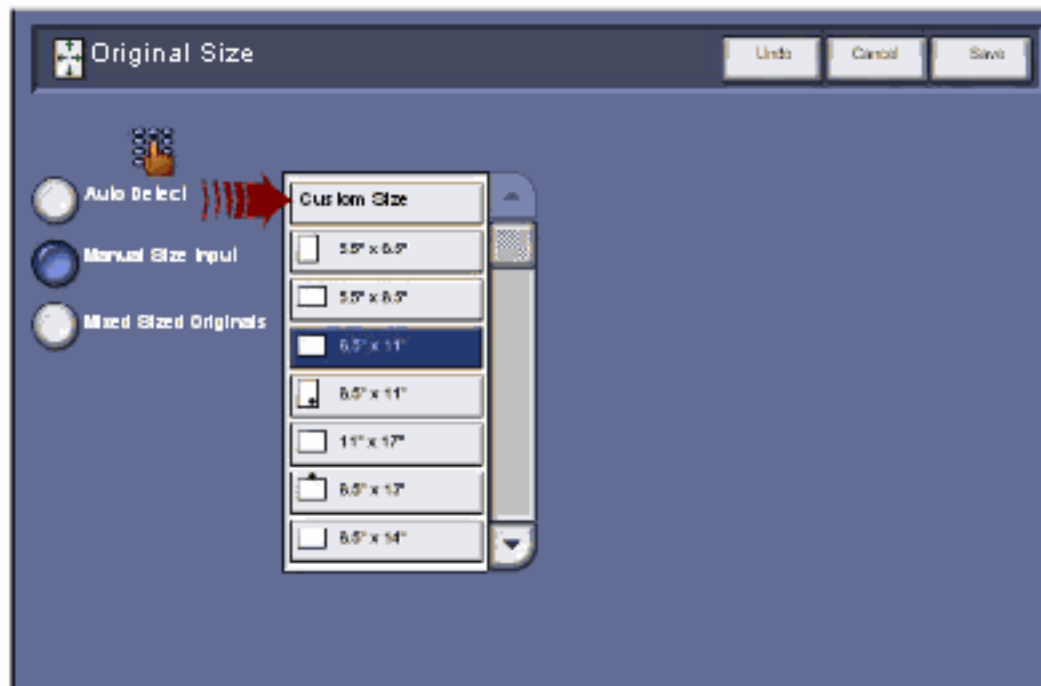 Original Size
Undo
Cancel
Save
Auto Detect
Manual Size Input
Mixed Sized Originals
Custom Size
5.5" x 8.5"
5.5" x 8.5"
8.5" x 11"
8.5" x 11"
11" x 17"
8.5" x 13"
8.5" x 14"